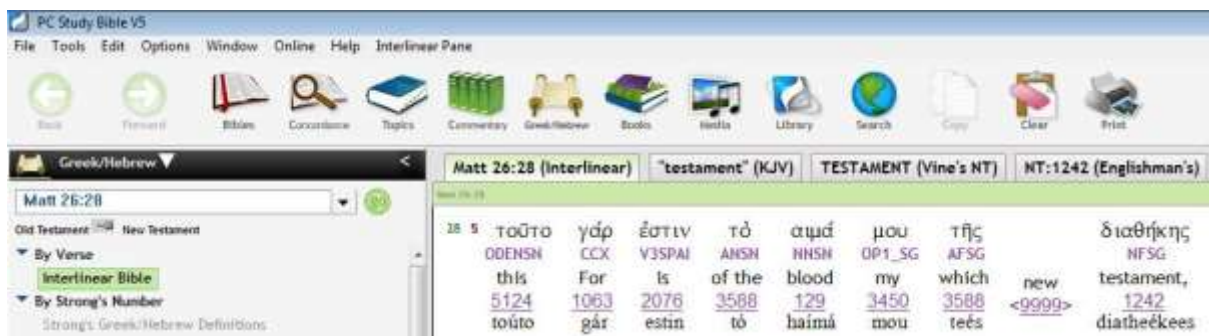 PC Study Bible V5
File Tools Edit Options Window Online Help Interlinear Pane
Back Forward Bibles Concordance Topics Commentary Greek/Hebrew Books Media Library Search Copy Clear Print
Greek/Hebrew <
Matt 26:28
Old Testament New Testament
By Verse
Interlinear Bible
By Strong's Number
Strong's Greek/Hebrew Definitions
Matt 26:28 (Interlinear) "testament" (KJV) TESTAMENT (Vine's NT) NT:1242 (Englishman's)
Matt 26:28
28 5 τοῦτο γάρ ἐστιν τὸ αιμά μου τῆς διαθήκης
ODENSN CCX V3SPAI ANSN NNSN OP1_SG AFSG NFSG
this For is of the blood my which new testament,
5124 1063 2076 3588 129 3450 3588 <9999> 1242
toúto gár estin tó haímá mou teés diatheékees